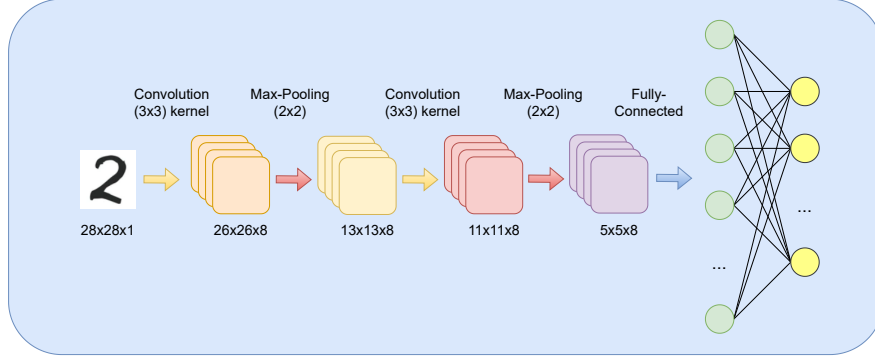 Convolution
(3x3) kernel
Max-Pooling
(2x2)
Convolution
(3x3) kernel
Max-Pooling
(2x2)
Fully-
Connected
2
28x28x1
26x26x8
13x13x8
11x11x8
5x5x8
...
...